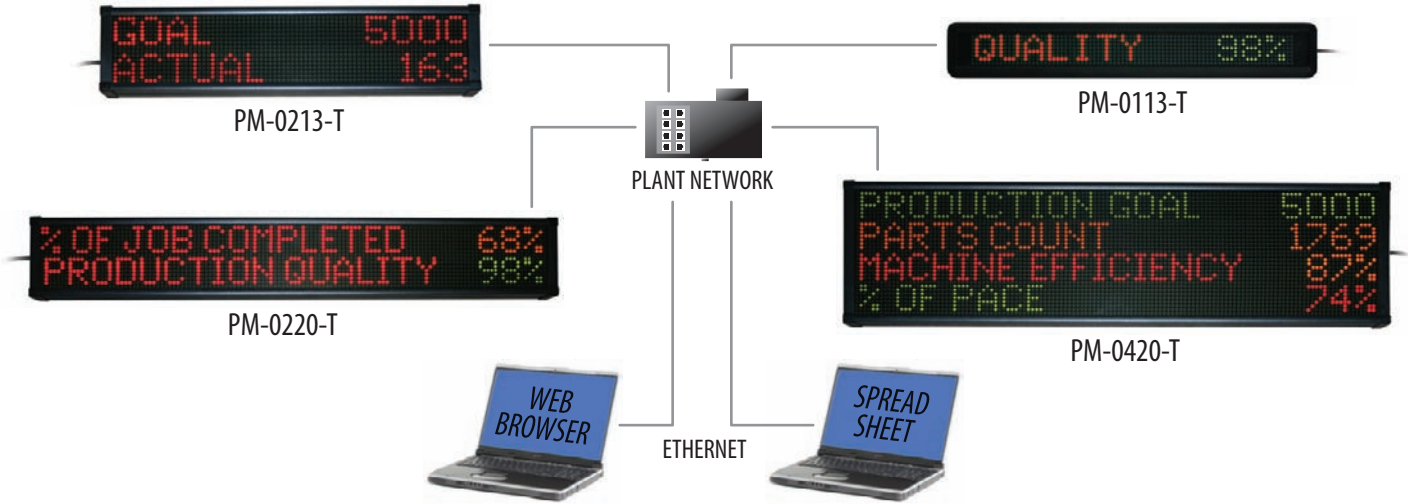 GOAL 5000
ACTUAL 163
PM-0213-T
QUALITY 98%
PM-0113-T
PLANT NETWORK
% OF JOB COMPLETED 68%
PRODUCTION QUALITY 98%
PM-0220-T
PRODUCTION GOAL 5000
PARTS COUNT 1769
MACHINE EFFICIENCY 87%
% OF PACE 74%
PM-0420-T
WEB
BROWSER
ETHERNET
SPREAD
SHEET